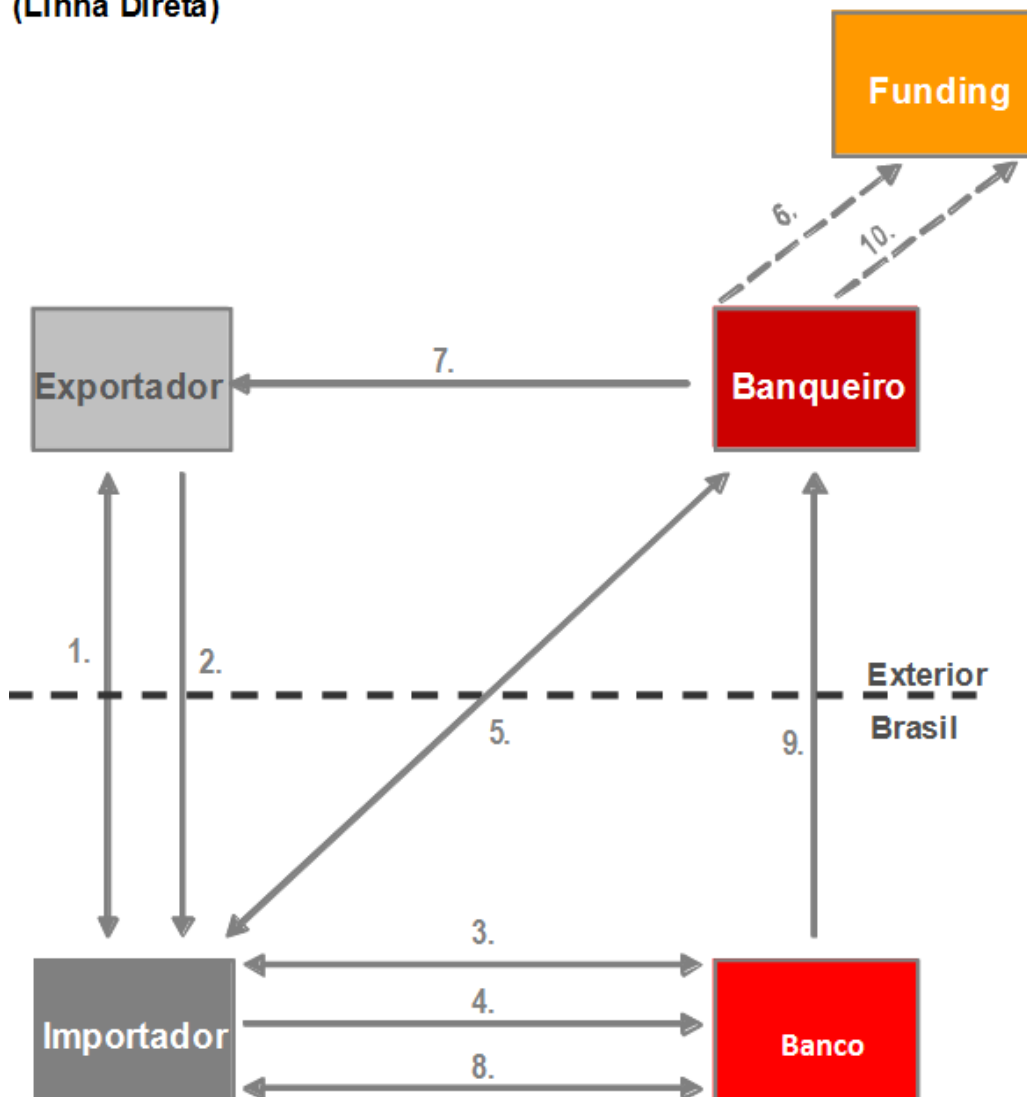 (Linha Direta)
Funding
6.
10.
Exportador
7.
Banqueiro
1.
2.
Exterior
5.
9.
Brasil
3.
Importador
4.
Banco
8.